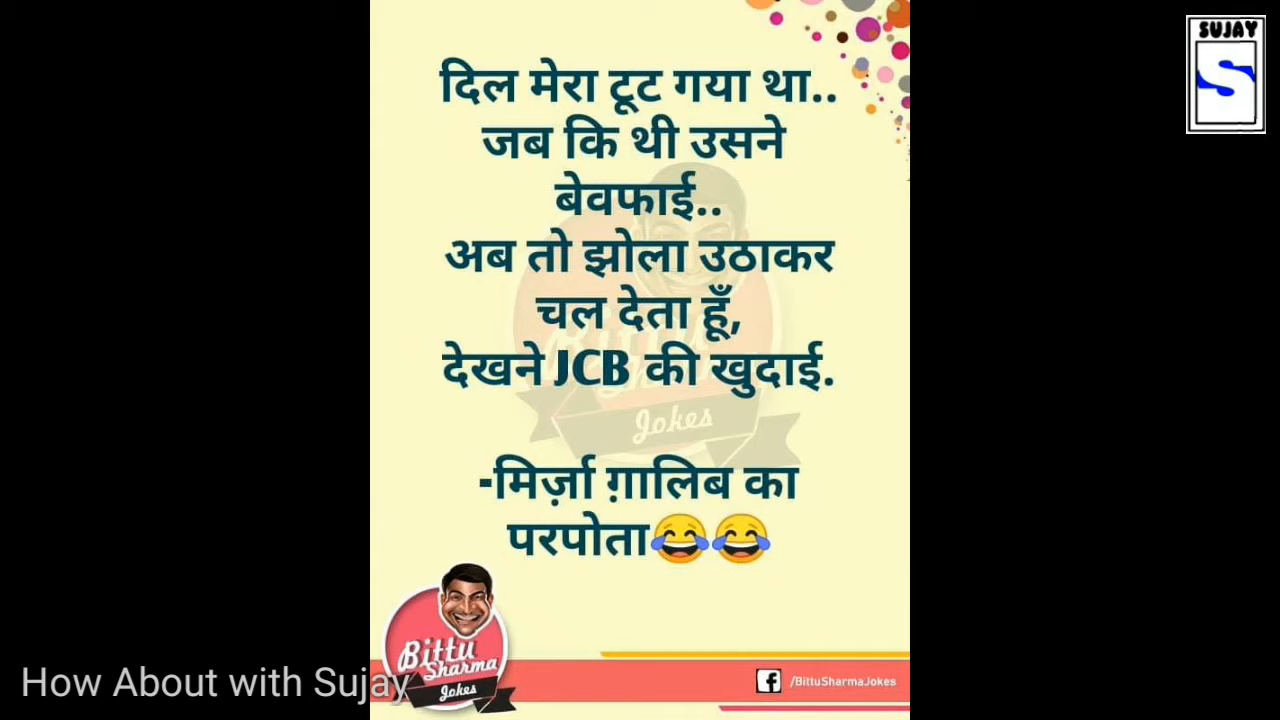 SUJAY
S
दिल मेरा टूट गया था..
जब कि थी उसने
बेवफाई..
अब तो झोला उठाकर
चल देता हूँ,
देखने JCB की खुदाई.
Jokes
-मिर्ज़ा ग़ालिब का
परपोता😂😂
Bittu
Sharma
Jokes
/BittuSharmaJokes
How About with Sujay